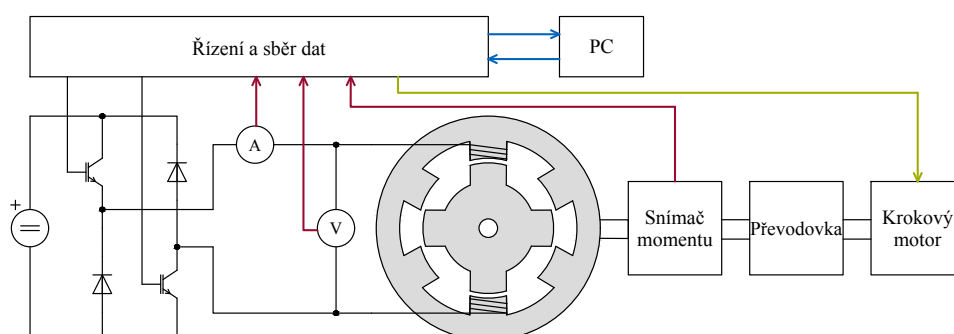 Řízení a sběr dat
PC
A
+
V
Snímač
momentu
Převodovka
Krokový
motor